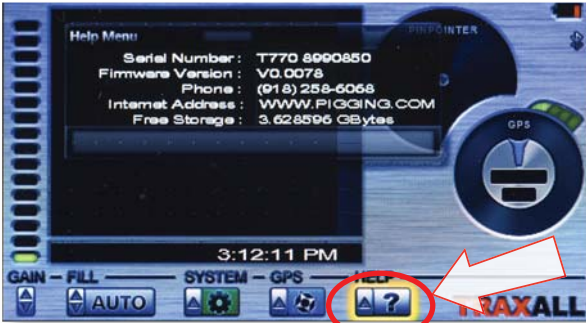 PINPOINTER
Help Menu
Serial Number : T770 8990850
Firmware Version : V0.0078
Phone : (918) 258-6068
Internet Address : WWW.PIGGING.COM
Free Storage : 3.628596 GBytes
GPS
3:12:11 PM
GAIN - FILL SYSTEM - GPS HELP
AUTO ?
TRAXALL